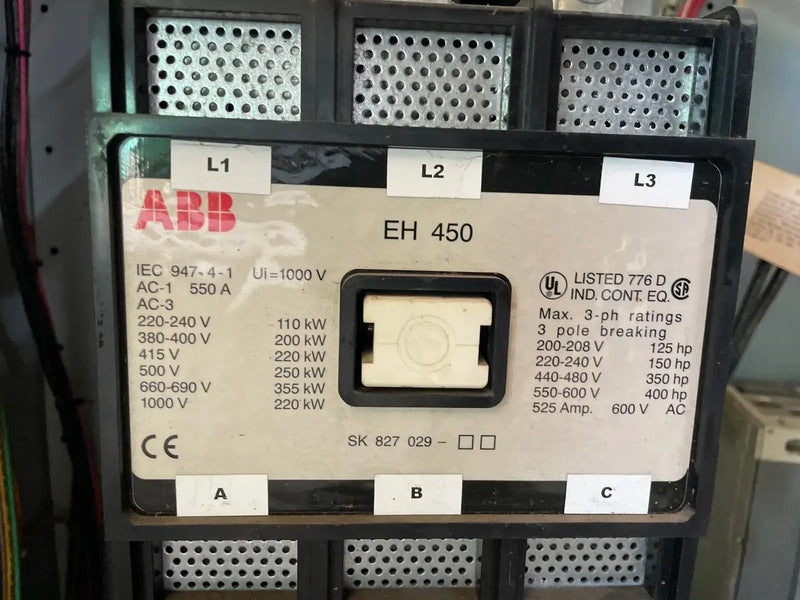 L1 L2 L3
ABB
EH 450
IEC 947-4-1 Ui=1000 V
AC-1 550 A
AC-3
220-240 V 110 kW
380-400 V 200 kW
415 V 220 kW
500 V 250 kW
660-690 V 355 kW
1000 V 220 kW
CE
UL LISTED 776 D SA
IND. CONT. EQ.
Max. 3-ph ratings
3 pole breaking
200-208 V 125 hp
220-240 V 150 hp
440-480 V 350 hp
550-600 V 400 hp
525 Amp. 600 V AC
SK 827 029 - □□
A B C